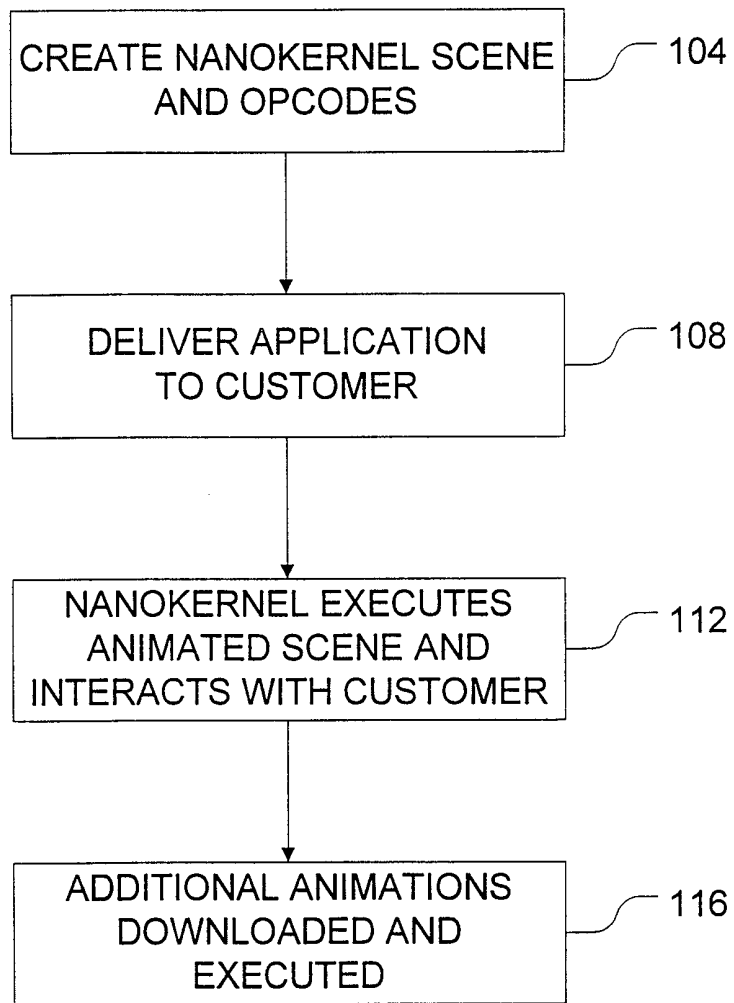 CREATE NANOKERNEL SCENE
AND OPCODES
104
DELIVER APPLICATION
TO CUSTOMER
108
NANOKERNEL EXECUTES
ANIMATED SCENE AND
INTERACTS WITH CUSTOMER
112
ADDITIONAL ANIMATIONS
DOWNLOADED AND
EXECUTED
116